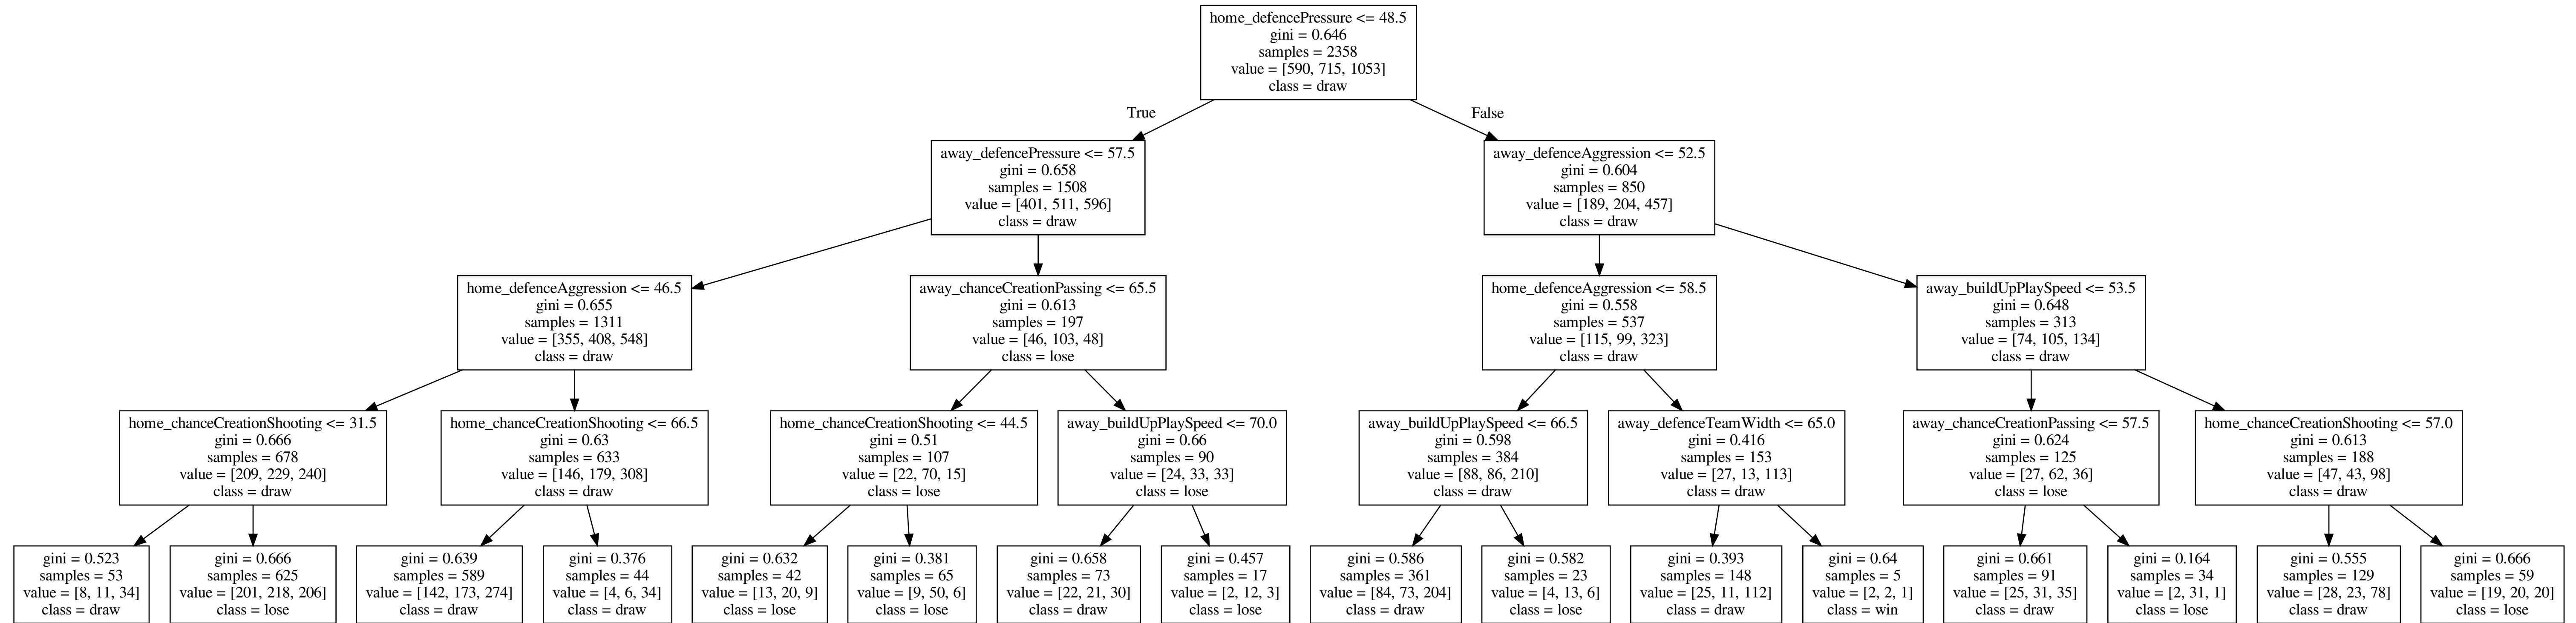 home_defencePressure <= 48.5
gini = 0.646
samples = 2358
value = [590, 715, 1053]
class = draw
True
False
away_defencePressure <= 57.5
gini = 0.658
samples = 1508
value = [401, 511, 596]
class = draw
away_defenceAggression <= 52.5
gini = 0.604
samples = 850
value = [189, 204, 457]
class = draw
home_defenceAggression <= 46.5
gini = 0.655
samples = 1311
value = [355, 408, 548]
class = draw
away_chanceCreationPassing <= 65.5
gini = 0.613
samples = 197
value = [46, 103, 48]
class = lose
home_defenceAggression <= 58.5
gini = 0.558
samples = 537
value = [115, 99, 323]
class = draw
away_buildUpPlaySpeed <= 53.5
gini = 0.648
samples = 313
value = [74, 105, 134]
class = draw
home_chanceCreationShooting <= 31.5
gini = 0.666
samples = 678
value = [209, 229, 240]
class = draw
home_chanceCreationShooting <= 66.5
gini = 0.63
samples = 633
value = [146, 179, 308]
class = draw
home_chanceCreationShooting <= 44.5
gini = 0.51
samples = 107
value = [22, 70, 15]
class = lose
away_buildUpPlaySpeed <= 70.0
gini = 0.66
samples = 90
value = [24, 33, 33]
class = lose
away_buildUpPlaySpeed <= 66.5
gini = 0.598
samples = 384
value = [88, 86, 210]
class = draw
away_defenceTeamWidth <= 65.0
gini = 0.416
samples = 153
value = [27, 13, 113]
class = draw
away_chanceCreationPassing <= 57.5
gini = 0.624
samples = 125
value = [27, 62, 36]
class = lose
home_chanceCreationShooting <= 57.0
gini = 0.613
samples = 188
value = [47, 43, 98]
class = draw
gini = 0.523
samples = 53
value = [8, 11, 34]
class = draw
gini = 0.666
samples = 625
value = [201, 218, 206]
class = lose
gini = 0.639
samples = 589
value = [142, 173, 274]
class = draw
gini = 0.376
samples = 44
value = [4, 6, 34]
class = draw
gini = 0.632
samples = 42
value = [13, 20, 9]
class = lose
gini = 0.381
samples = 65
value = [9, 50, 6]
class = lose
gini = 0.658
samples = 73
value = [22, 21, 30]
class = draw
gini = 0.457
samples = 17
value = [2, 12, 3]
class = lose
gini = 0.586
samples = 361
value = [84, 73, 204]
class = draw
gini = 0.582
samples = 23
value = [4, 13, 6]
class = lose
gini = 0.393
samples = 148
value = [25, 11, 112]
class = draw
gini = 0.64
samples = 5
value = [2, 2, 1]
class = win
gini = 0.661
samples = 91
value = [25, 31, 35]
class = draw
gini = 0.164
samples = 34
value = [2, 31, 1]
class = lose
gini = 0.555
samples = 129
value = [28, 23, 78]
class = draw
gini = 0.666
samples = 59
value = [19, 20, 20]
class = lose